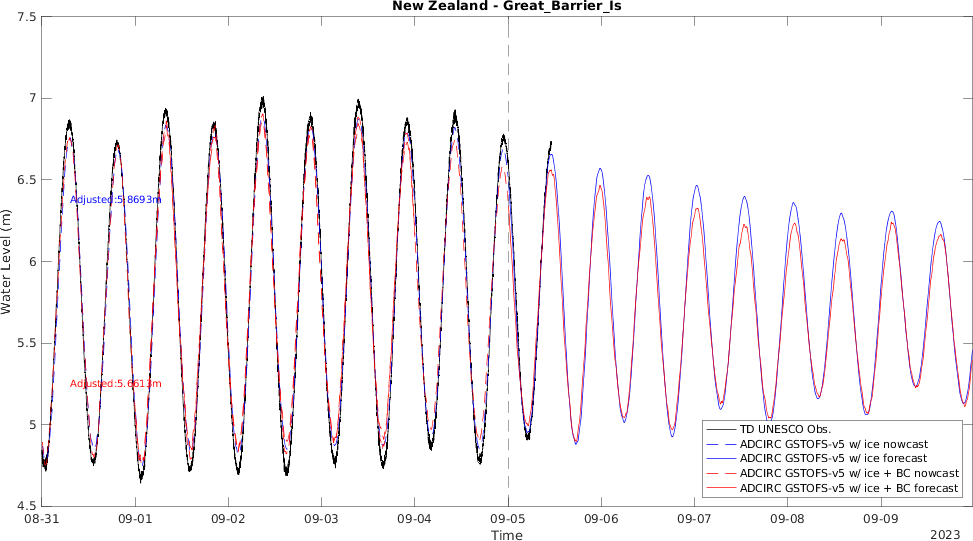 New Zealand - Great_Barrier_Is
7.5
7
6.5
6
5.5
5
4.5
Water Level (m)
Adjusted:5.8693m
Adjusted:5.6613m
TD UNESCO Obs.
ADCIRC GSTOFS-v5 w/ ice nowcast
ADCIRC GSTOFS-v5 w/ ice forecast
ADCIRC GSTOFS-v5 w/ ice + BC nowcast
ADCIRC GSTOFS-v5 w/ ice + BC forecast
08-31 09-01 09-02 09-03 09-04 09-05 09-06 09-07 09-08 09-09
Time
2023